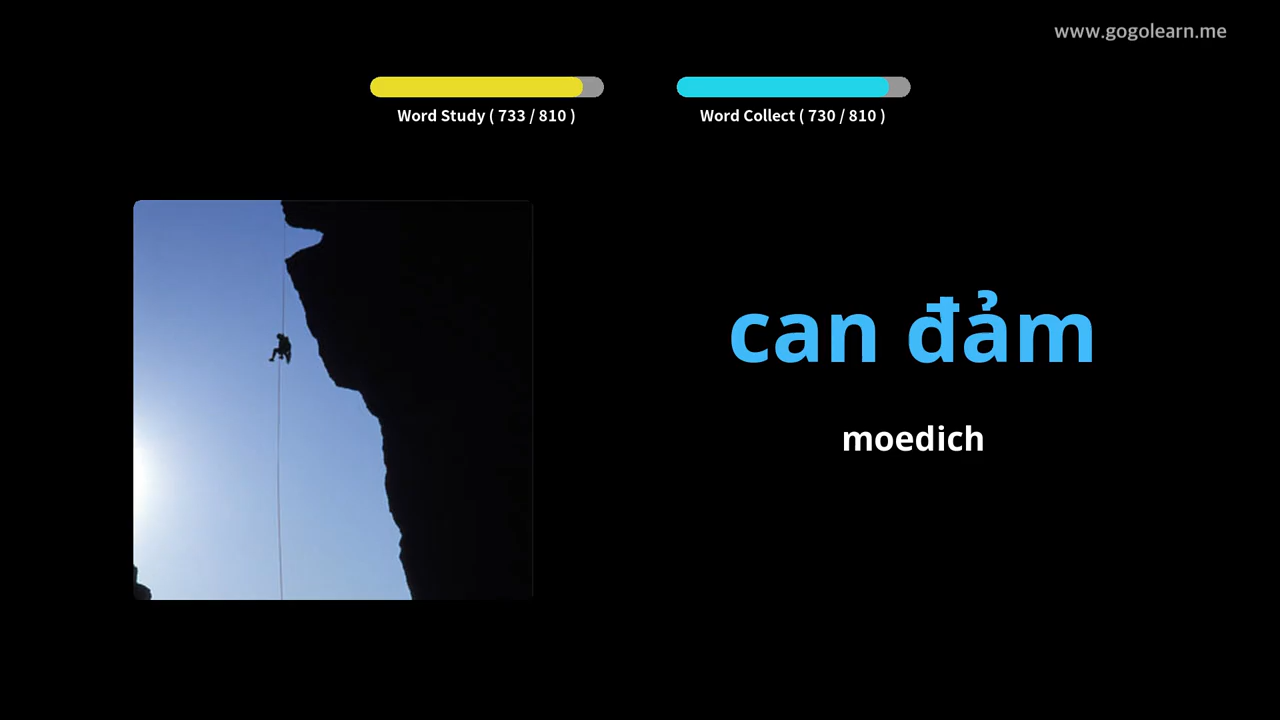 www.gogolearn.me
Word Study ( 733 / 810 )
Word Collect ( 730 / 810 )
can đảm
moedich